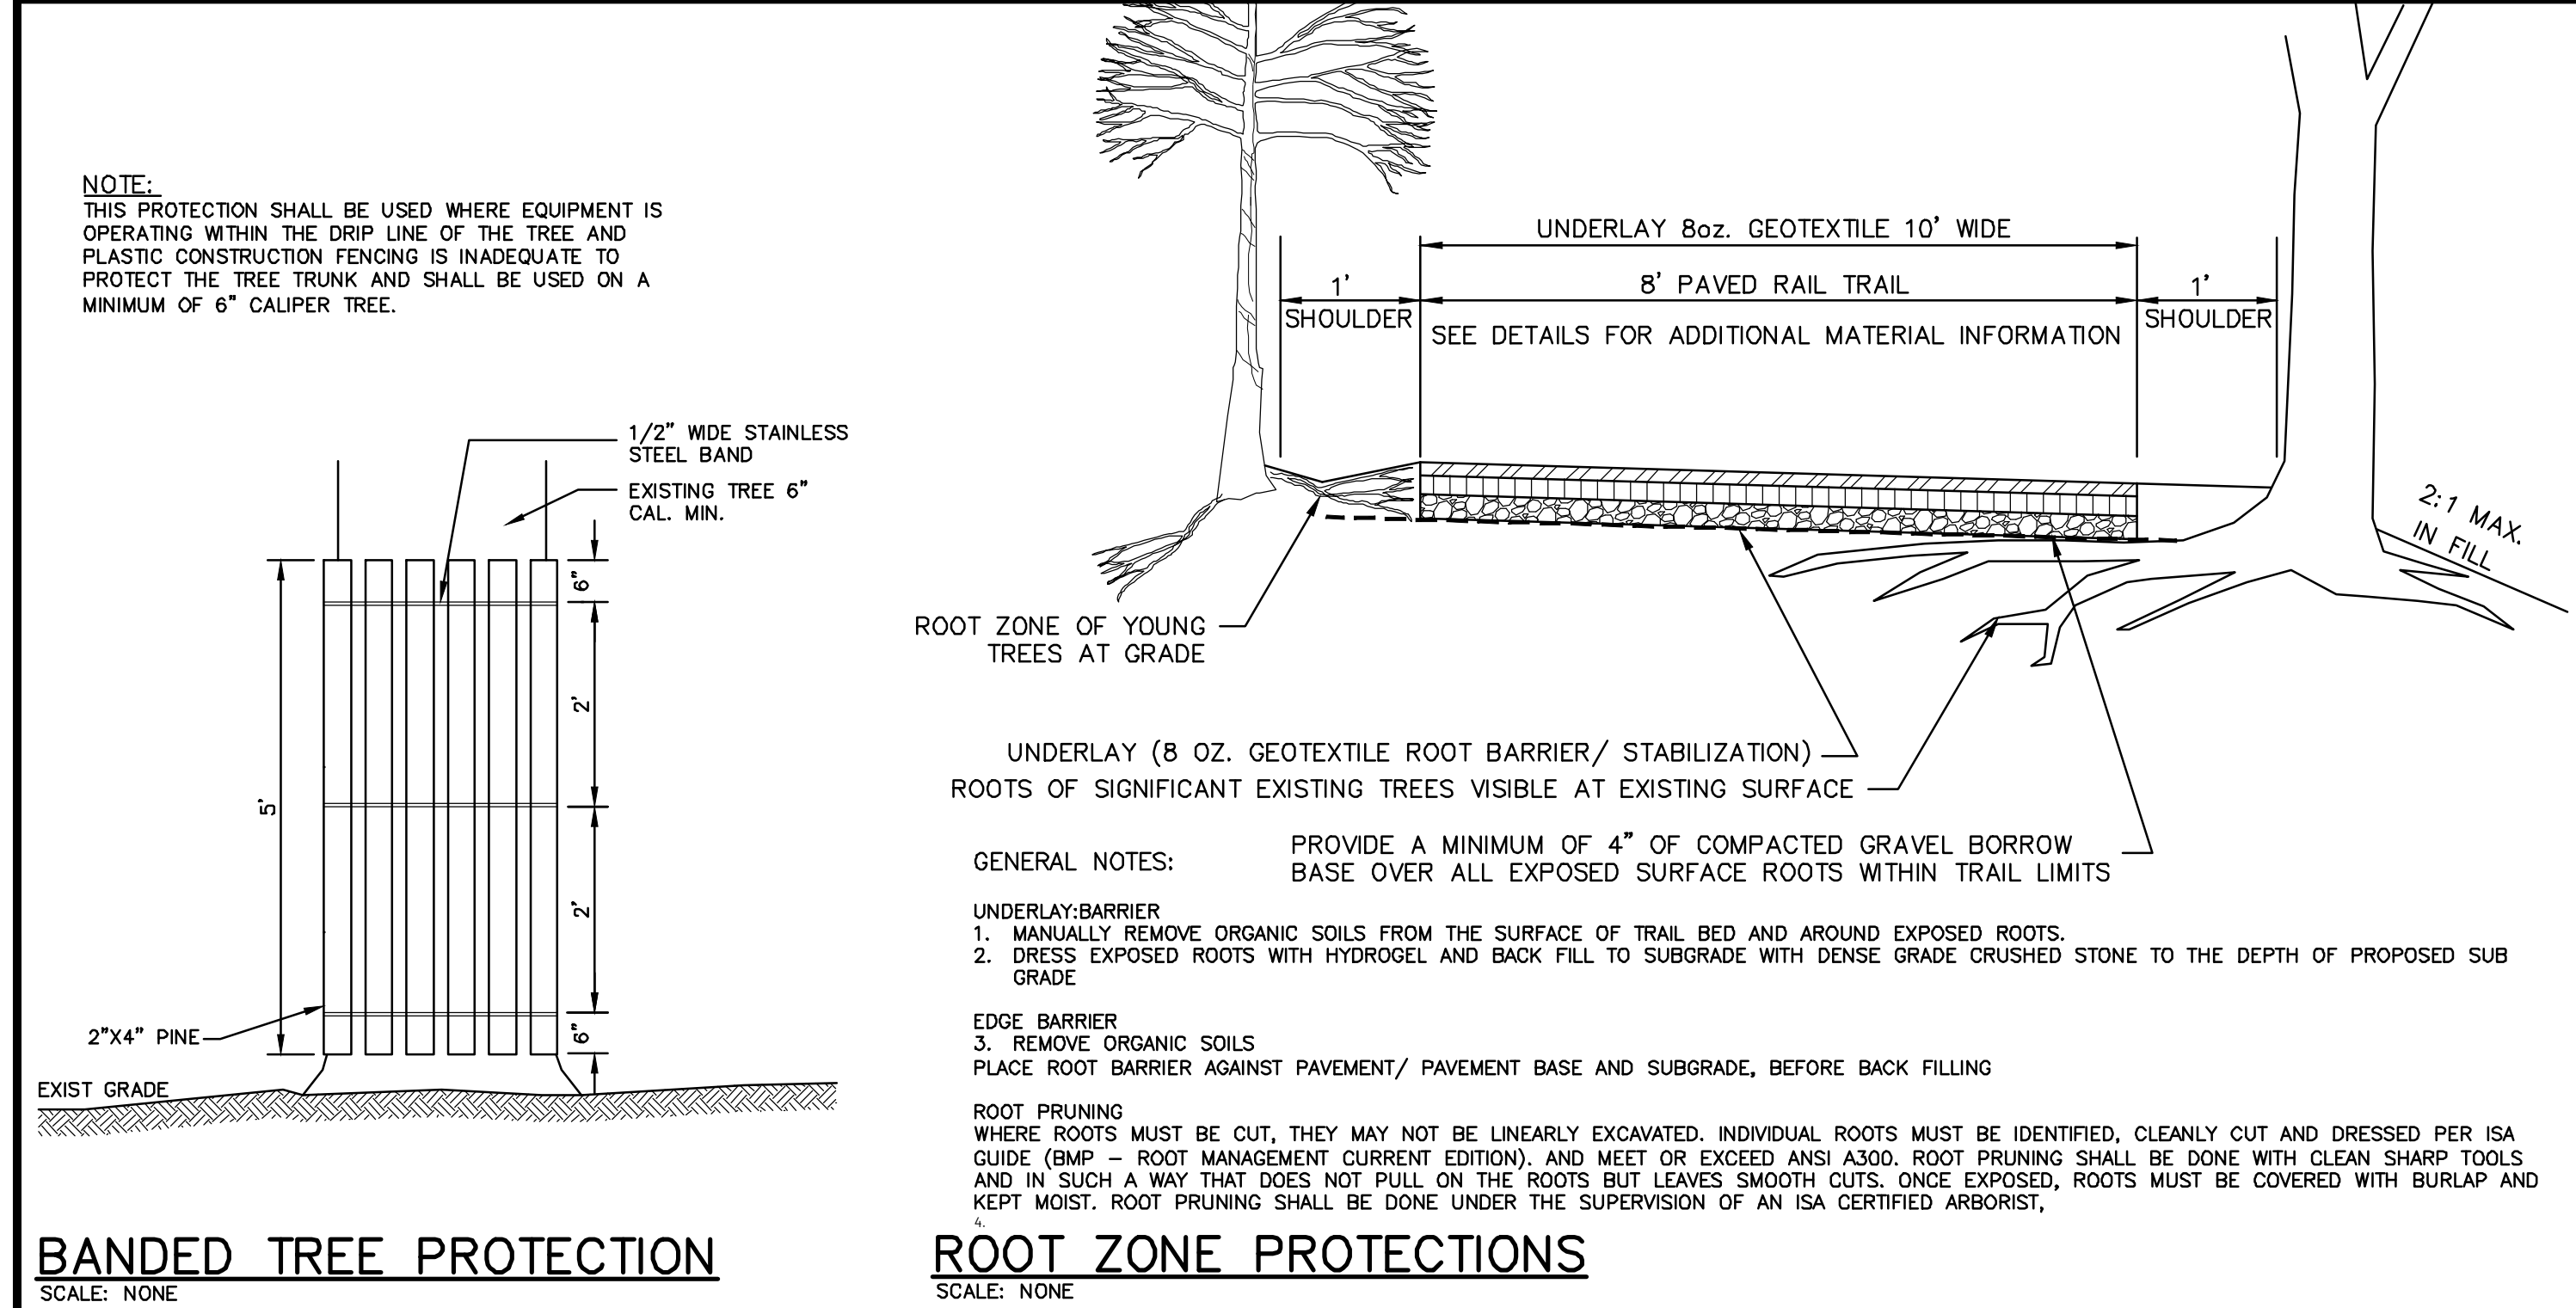 NOTE:
THIS PROTECTION SHALL BE USED WHERE EQUIPMENT IS
OPERATING WITHIN THE DRIP LINE OF THE TREE AND
PLASTIC CONSTRUCTION FENCING IS INADEQUATE TO
PROTECT THE TREE TRUNK AND SHALL BE USED ON A
MINIMUM OF 6" CALIPER TREE.
1/2" WIDE STAINLESS
STEEL BAND
EXISTING TREE 6"
CAL. MIN.
6"
2'
5'
2'
6"
2"X4" PINE
EXIST GRADE
BANDED TREE PROTECTION
SCALE: NONE
UNDERLAY 8oz. GEOTEXTILE 10' WIDE
1'
SHOULDER
8' PAVED RAIL TRAIL
SEE DETAILS FOR ADDITIONAL MATERIAL INFORMATION
1'
SHOULDER
2:1 MAX.
IN FILL
ROOT ZONE OF YOUNG
TREES AT GRADE
UNDERLAY (8 OZ. GEOTEXTILE ROOT BARRIER/ STABILIZATION)
ROOTS OF SIGNIFICANT EXISTING TREES VISIBLE AT EXISTING SURFACE
PROVIDE A MINIMUM OF 4" OF COMPACTED GRAVEL BORROW
BASE OVER ALL EXPOSED SURFACE ROOTS WITHIN TRAIL LIMITS
GENERAL NOTES:
UNDERLAY:BARRIER
1. MANUALLY REMOVE ORGANIC SOILS FROM THE SURFACE OF TRAIL BED AND AROUND EXPOSED ROOTS.
2. DRESS EXPOSED ROOTS WITH HYDROGEL AND BACK FILL TO SUBGRADE WITH DENSE GRADE CRUSHED STONE TO THE DEPTH OF PROPOSED SUB
GRADE
EDGE BARRIER
3. REMOVE ORGANIC SOILS
PLACE ROOT BARRIER AGAINST PAVEMENT/ PAVEMENT BASE AND SUBGRADE, BEFORE BACK FILLING
ROOT PRUNING
WHERE ROOTS MUST BE CUT, THEY MAY NOT BE LINEARLY EXCAVATED. INDIVIDUAL ROOTS MUST BE IDENTIFIED, CLEANLY CUT AND DRESSED PER ISA
GUIDE (BMP – ROOT MANAGEMENT CURRENT EDITION). AND MEET OR EXCEED ANSI A300. ROOT PRUNING SHALL BE DONE WITH CLEAN SHARP TOOLS
AND IN SUCH A WAY THAT DOES NOT PULL ON THE ROOTS BUT LEAVES SMOOTH CUTS. ONCE EXPOSED, ROOTS MUST BE COVERED WITH BURLAP AND
KEPT MOIST. ROOT PRUNING SHALL BE DONE UNDER THE SUPERVISION OF AN ISA CERTIFIED ARBORIST,
4.
ROOT ZONE PROTECTIONS
SCALE: NONE